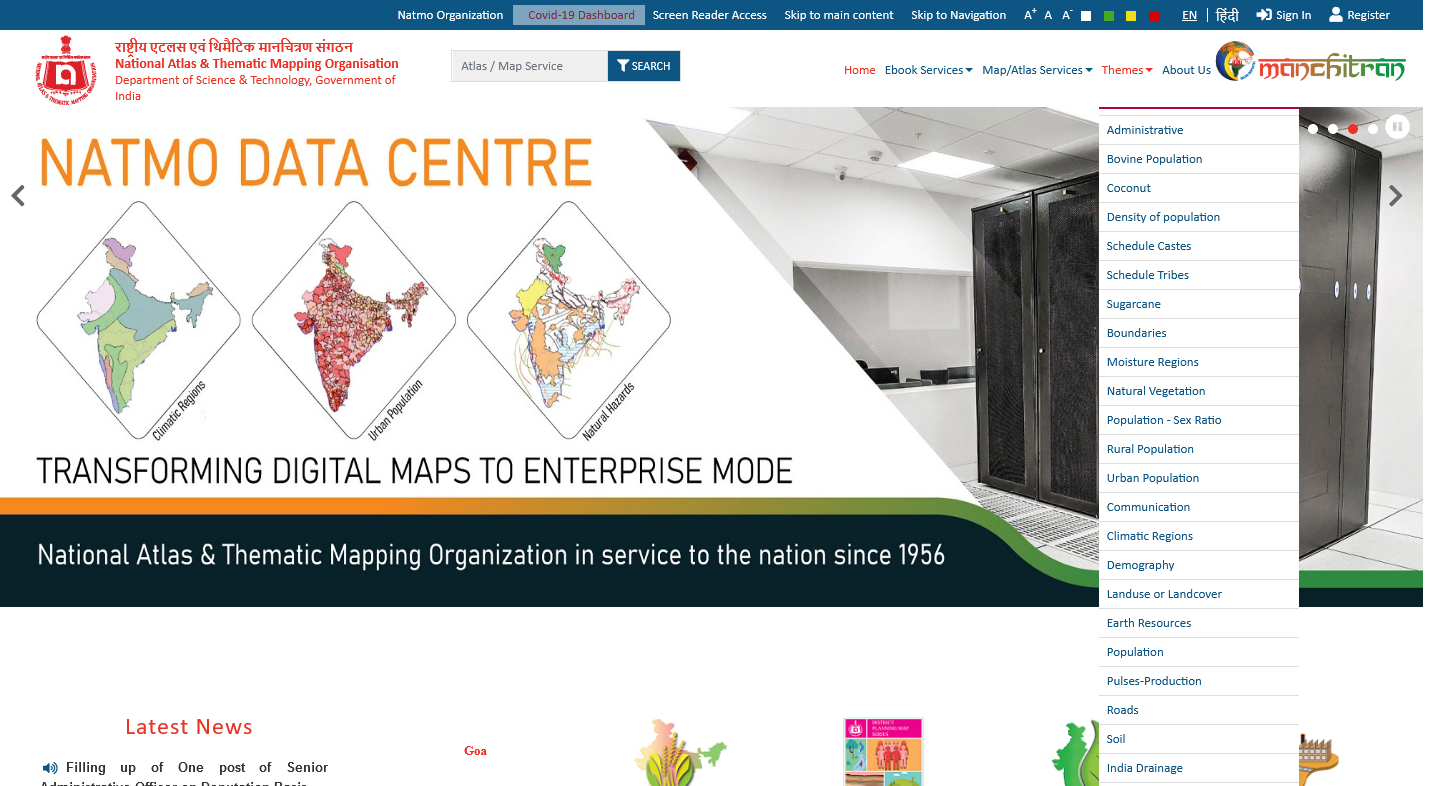 Natmo Organization Covid-19 Dashboard Screen Reader Access Skip to main content Skip to Navigation A+ A A- EN हिंदी Sign In Register
राष्ट्रीय एटलस एवं थिमैटिक मानचित्रण संगठन
National Atlas & Thematic Mapping Organisation
Department of Science & Technology, Government of
India
Atlas / Map Service SEARCH
Home Ebook Services Map/Atlas Services Themes About Us
manchitran
NATMO DATA CENTRE
Climatic Regions
Urban Population
Natural Hazards
TRANSFORMING DIGITAL MAPS TO ENTERPRISE MODE
National Atlas & Thematic Mapping Organization in service to the nation since 1956
Administrative
Bovine Population
Coconut
Density of population
Schedule Castes
Schedule Tribes
Sugarcane
Boundaries
Moisture Regions
Natural Vegetation
Population - Sex Ratio
Rural Population
Urban Population
Communication
Climatic Regions
Demography
Landuse or Landcover
Earth Resources
Population
Pulses-Production
Roads
Soil
India Drainage
Latest News
Filling up of One post of Senior
Administrative Officer on Deputation Basis
Goa
DISTRICT
PLANNING MAP
SERIES